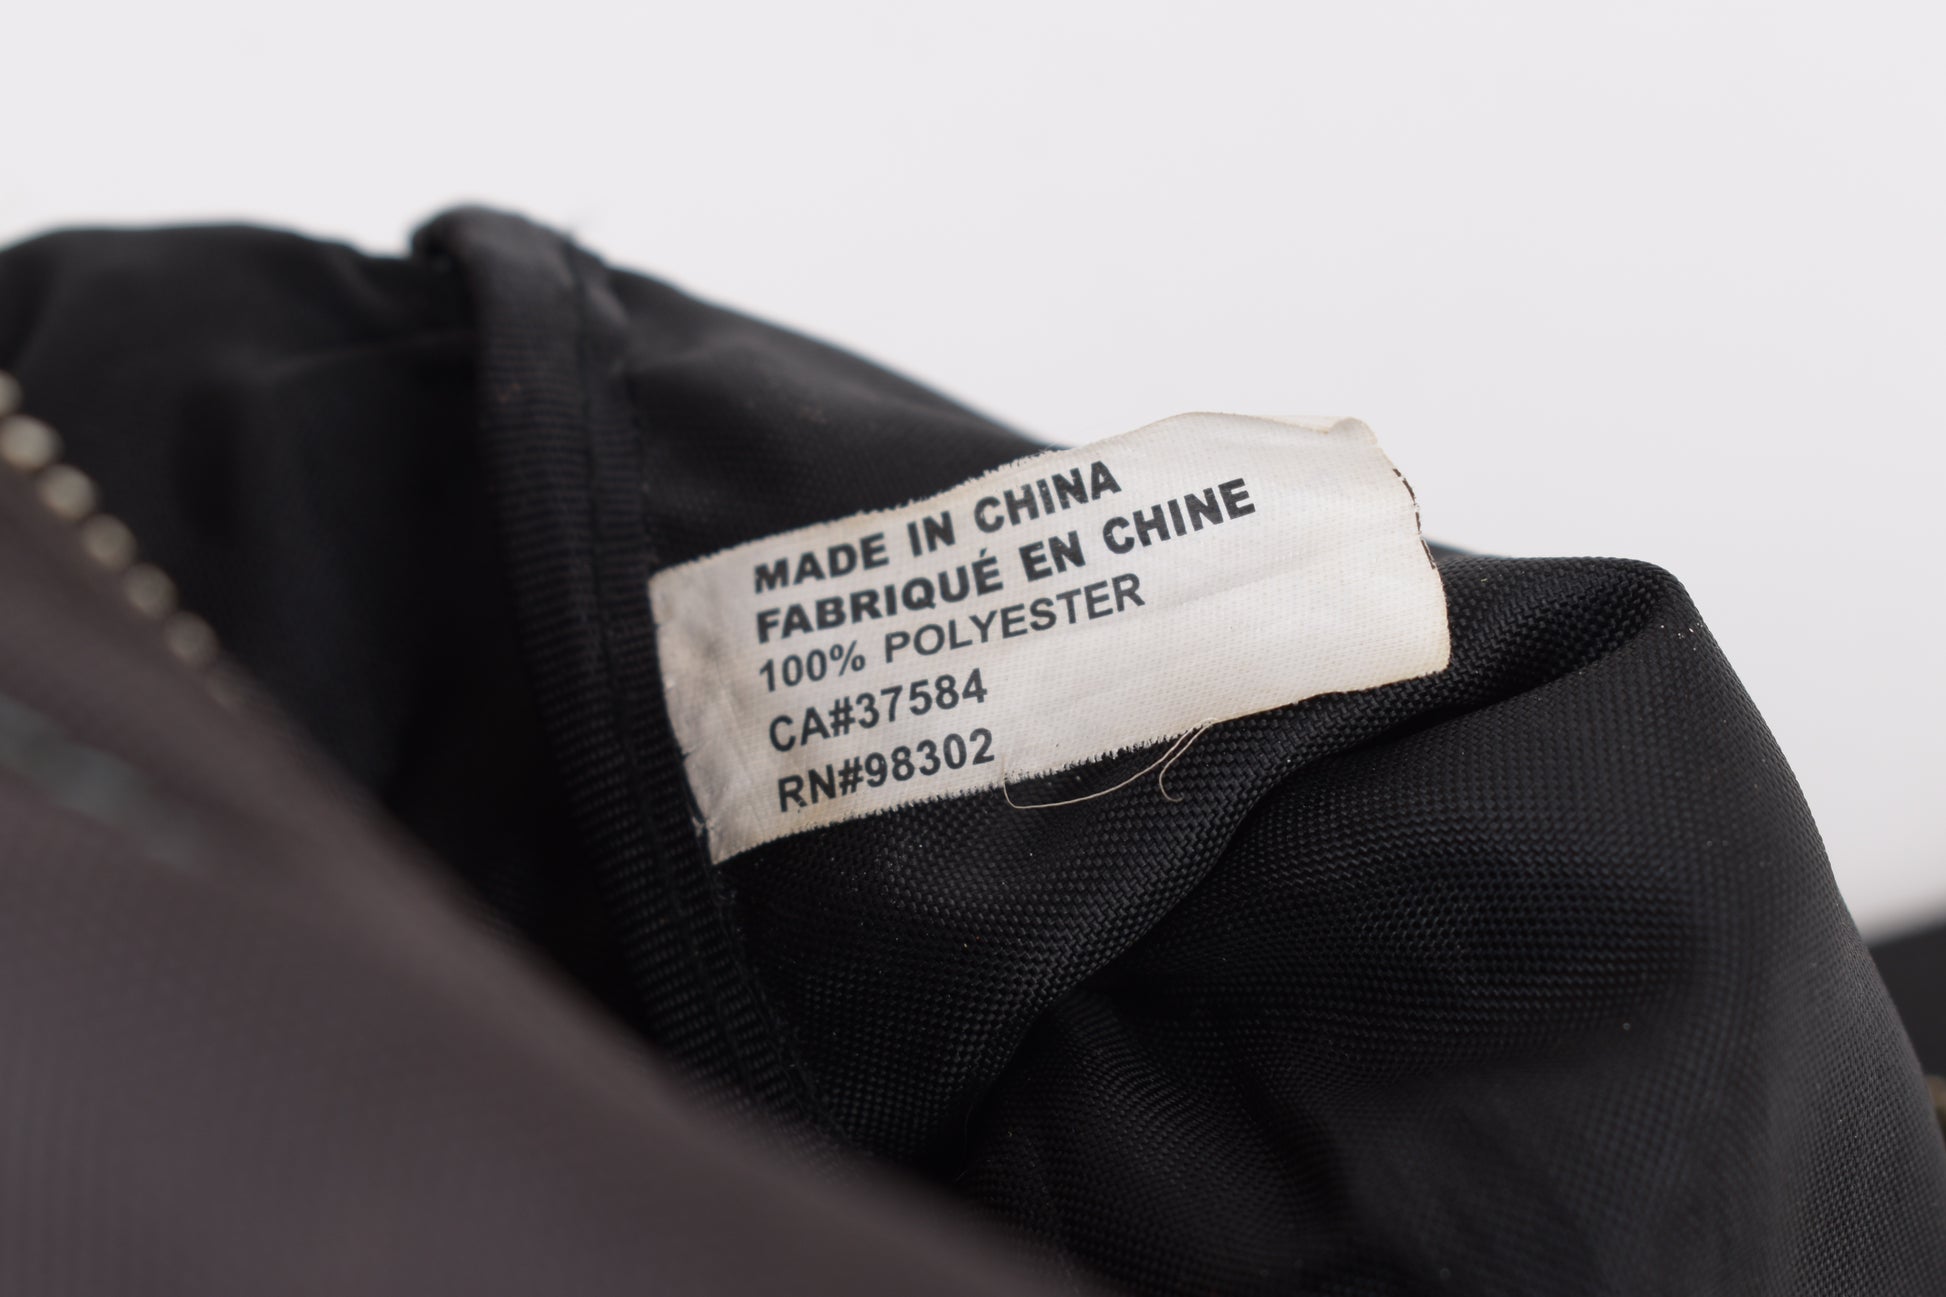 MADE IN CHINA
FABRIQUÉ EN CHINE
100% POLYESTER
CA#37584
RN#98302